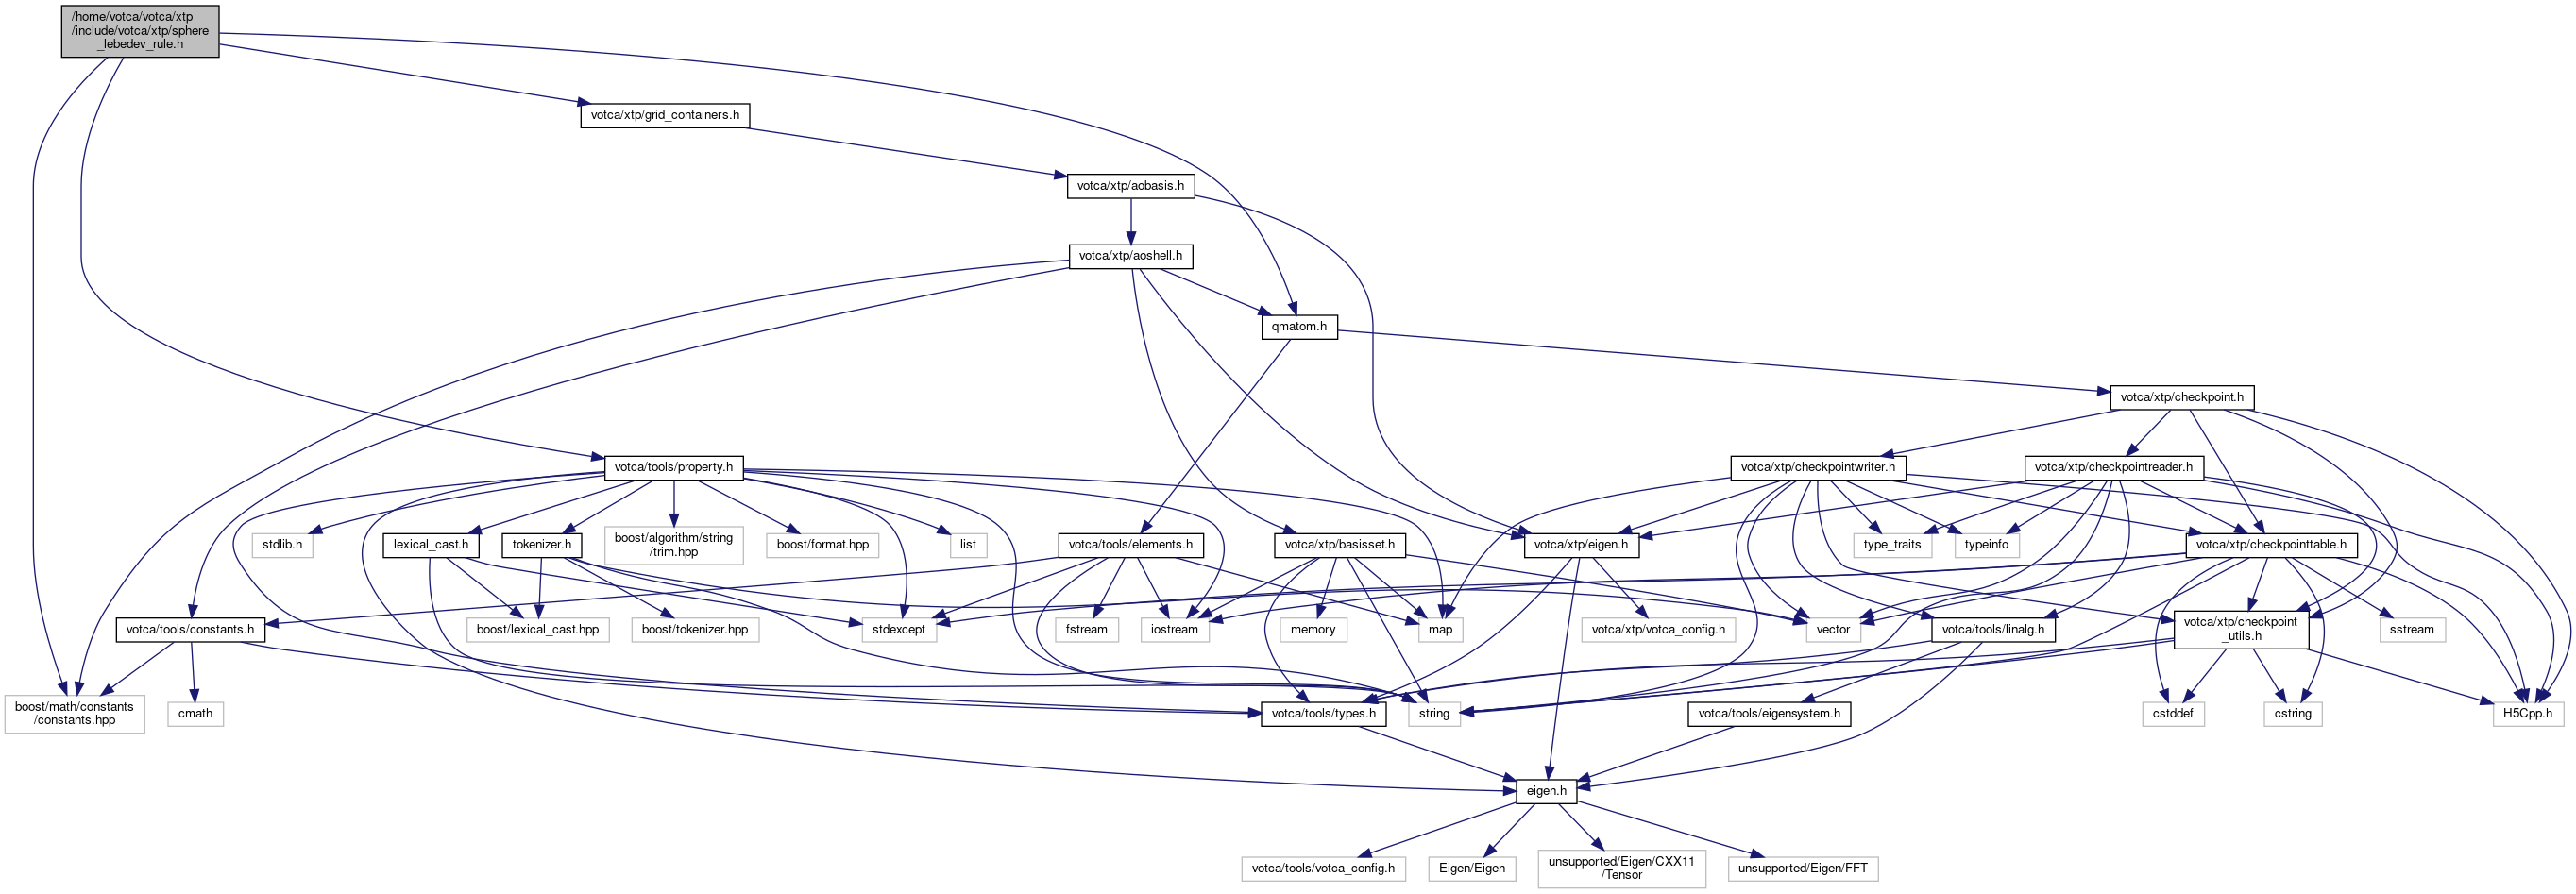 /home/votca/votca/xtp
/include/votca/xtp/sphere
_lebedev_rule.h
votca/xtp/grid_containers.h
votca/xtp/aobasis.h
votca/xtp/aoshell.h
qmatom.h
votca/xtp/checkpoint.h
votca/tools/property.h
votca/xtp/checkpointwriter.h
votca/xtp/checkpointreader.h
stdlib.h
lexical_cast.h
tokenizer.h
boost/algorithm/string
/trim.hpp
boost/format.hpp
list
votca/tools/elements.h
votca/xtp/basisset.h
votca/xtp/eigen.h
type_traits
typeinfo
votca/xtp/checkpointtable.h
votca/tools/constants.h
boost/lexical_cast.hpp
boost/tokenizer.hpp
stdexcept
fstream
iostream
memory
map
votca/xtp/votca_config.h
vector
votca/tools/linalg.h
votca/xtp/checkpoint
_utils.h
sstream
boost/math/constants
/constants.hpp
cmath
votca/tools/types.h
string
votca/tools/eigensystem.h
cstddef
cstring
H5Cpp.h
eigen.h
votca/tools/votca_config.h
Eigen/Eigen
unsupported/Eigen/CXX11
/Tensor
unsupported/Eigen/FFT